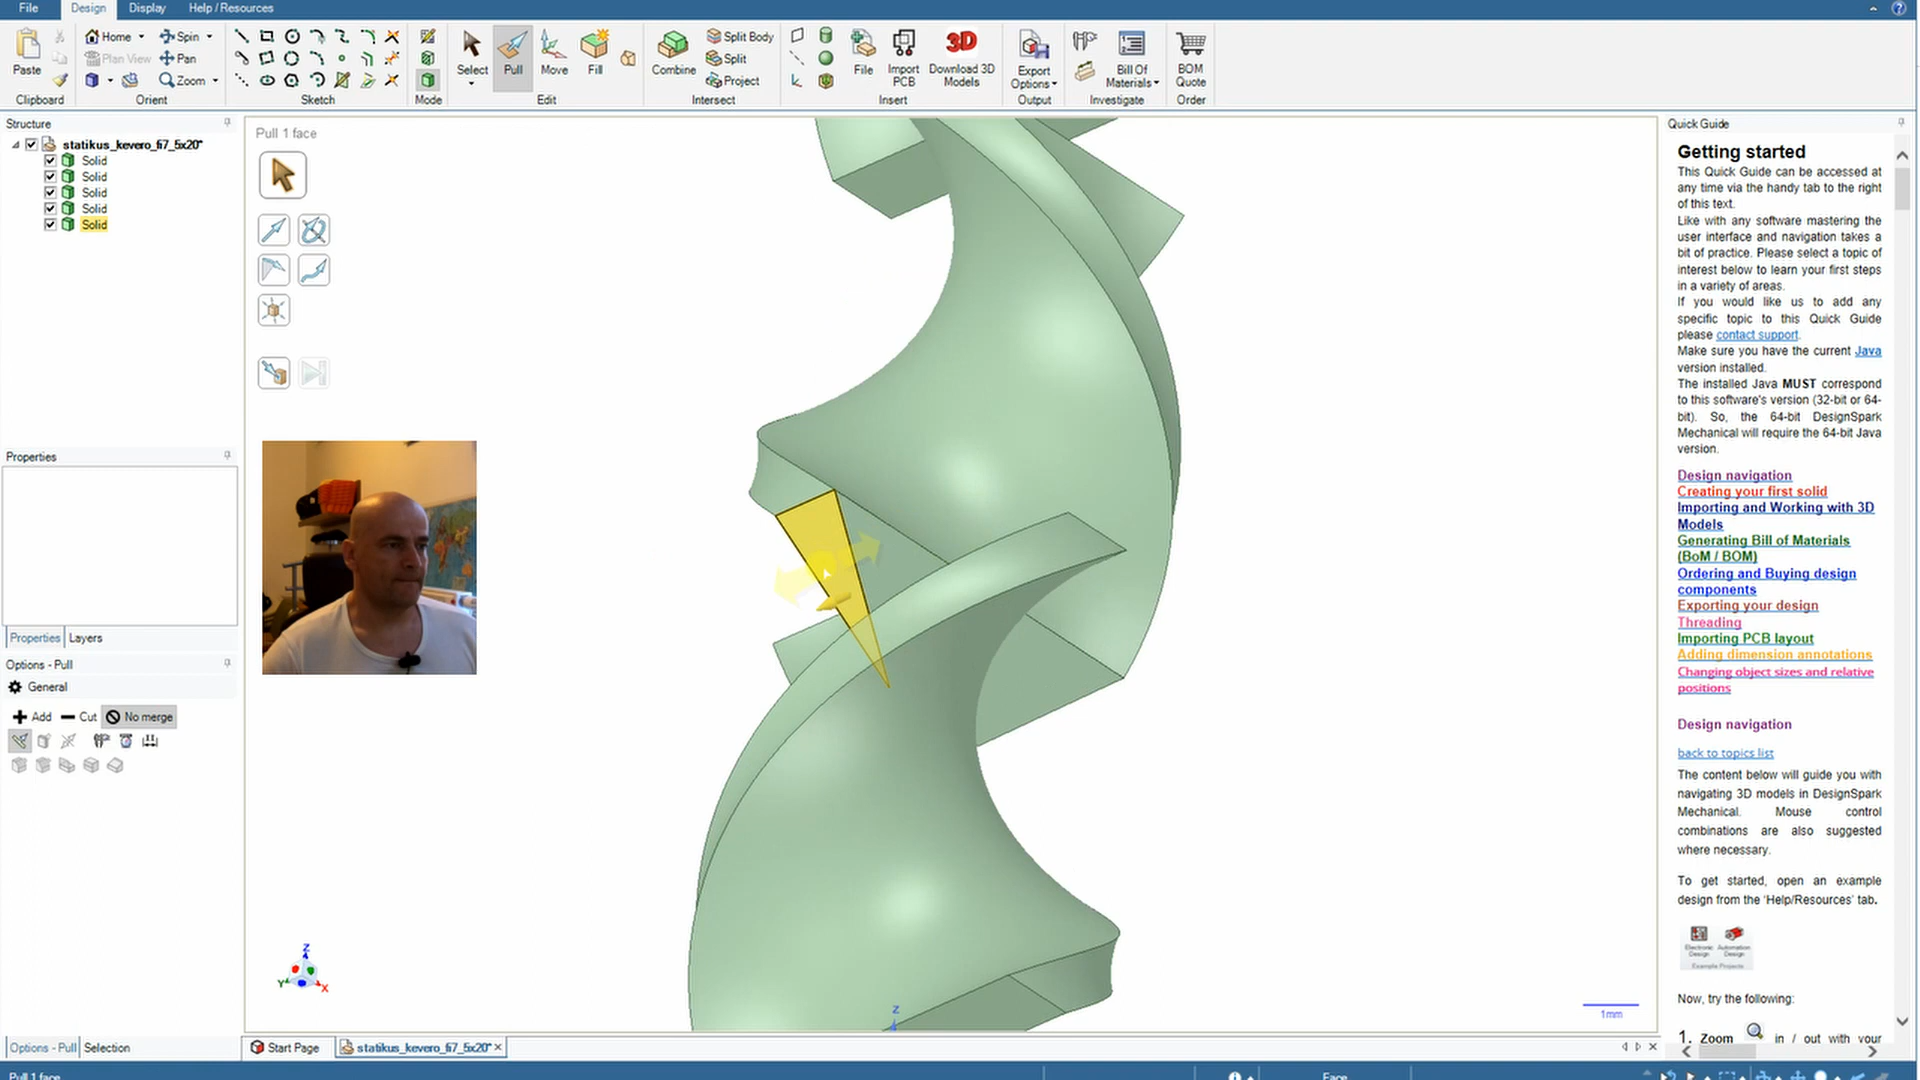 File Design Display Help / Resources
Paste
Clipboard
Home Spin
Plan View Pan
Zoom
Orient
Sketch
Mode
Select Pull Move Fill
Edit
Combine Split Body
Split
Project
Intersect
File Import PCB 3D Download 3D Models
Insert
Export Options
Output
Bill Of Materials
Investigate
BOM Quote
Order
Structure
statikus_kevero_fi7_5x20*
Solid
Solid
Solid
Solid
Solid
Properties
Properties Layers
Options - Pull
General
Add Cut No merge
Options - Pull Selection
Pull 1 face
Pull 1 face
Z
Y
X
Z
1mm
Start Page statikus_kevero_fi7_5x20*
Face
Quick Guide
Getting started
This Quick Guide can be accessed at
any time via the handy tab to the right
of this text.
Like with any software mastering the
user interface and navigation takes a
bit of practice. Please select a topic of
interest below to learn your first steps
in a variety of areas.
If you would like us to add any
specific topic to this Quick Guide
please contact support.
Make sure you have the current Java
version installed.
The installed Java MUST correspond
to this software's version (32-bit or 64-
bit). So, the 64-bit DesignSpark
Mechanical will require the 64-bit Java
version.
Design navigation
Creating your first solid
Importing and Working with 3D
Models
Generating Bill of Materials
(BoM / BOM)
Ordering and Buying design
components
Exporting your design
Threading
Importing PCB layout
Adding dimension annotations
Changing object sizes and relative
positions
Design navigation
back to topics list
The content below will guide you with
navigating 3D models in DesignSpark
Mechanical. Mouse control
combinations are also suggested
where necessary.
To get started, open an example
design from the 'Help/Resources' tab.
Electronic Design Automation Design
Example Projects
Now, try the following:
1. Zoom in / out with your